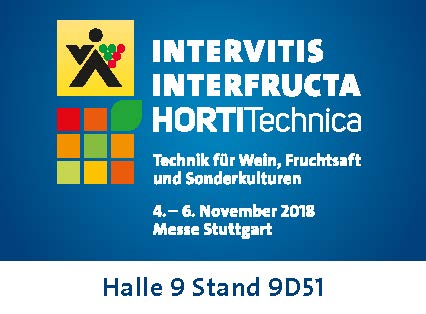 INTERVITIS
INTERFRUCTA
HORTITechnica
Technik für Wein, Fruchtsaft
und Sonderkulturen
4. – 6. November 2018
Messe Stuttgart
Halle 9 Stand 9D51